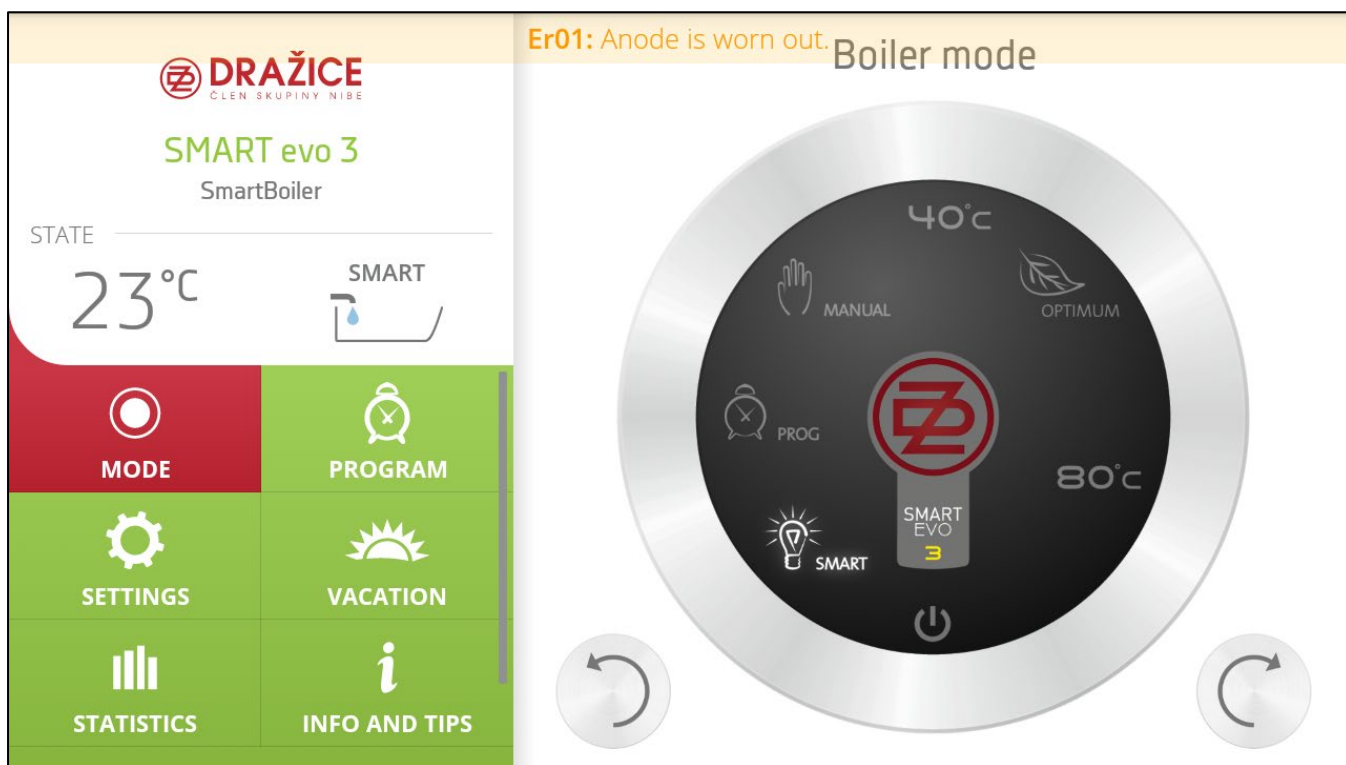 Er01: Anode is worn out.
DRAŽICE
ČLEN SKUPINY NIBE
SMART evo 3
SmartBoiler
STATE
23°C
SMART
MODE
PROGRAM
SETTINGS
VACATION
STATISTICS
INFO AND TIPS
Boiler mode
40°C
MANUAL
OPTIMUM
PROG
80°C
SMART
EVO
3
SMART